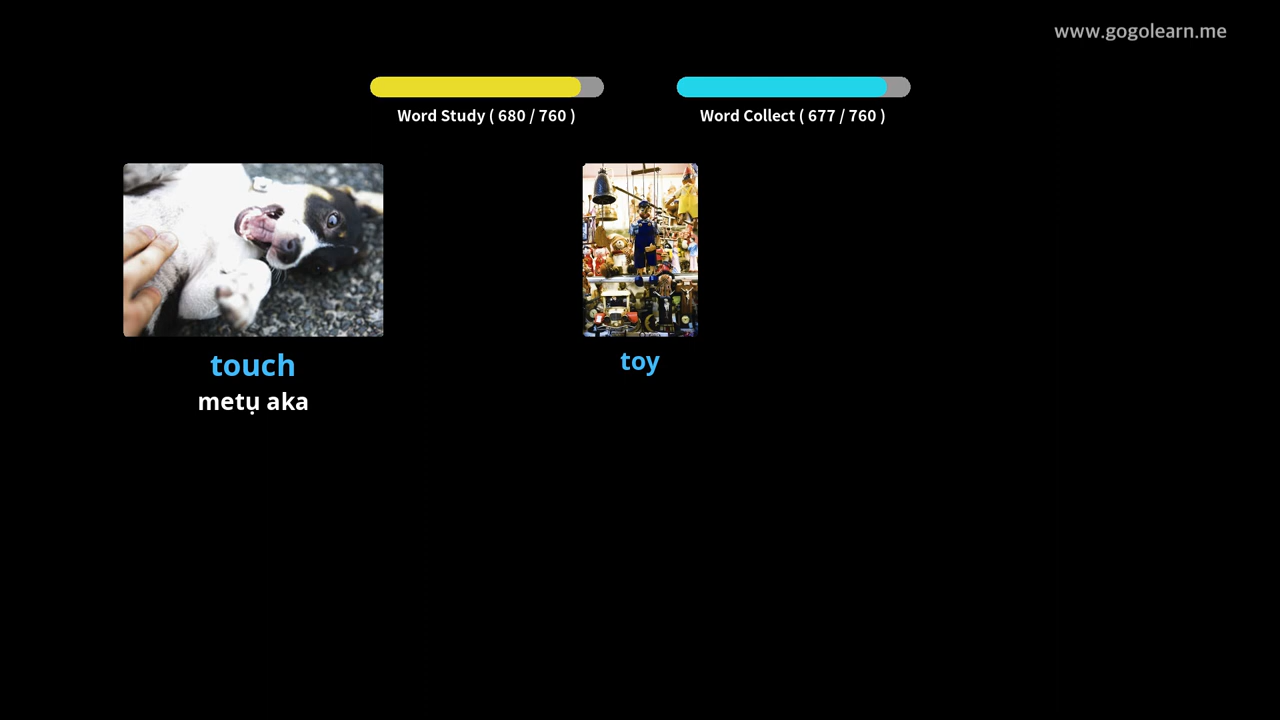 www.gogolearn.me
Word Study ( 680 / 760 )
Word Collect ( 677 / 760 )
touch
metụ aka
toy